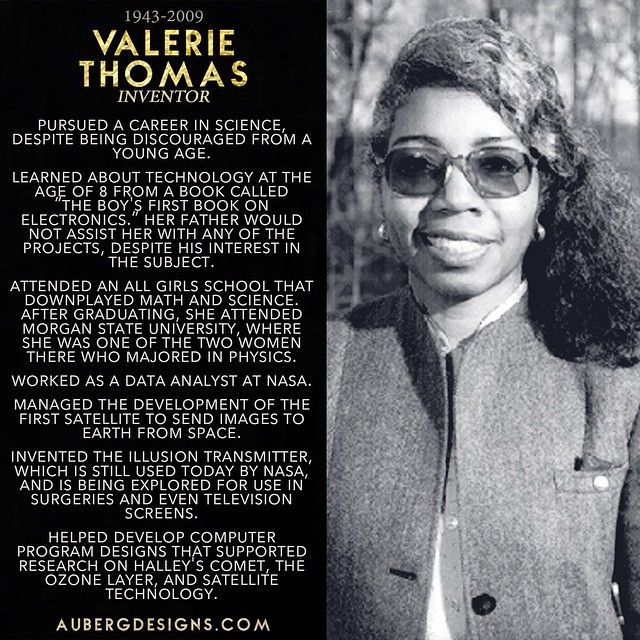 1943-2009
VALERIE
THOMAS
INVENTOR
PURSUED A CAREER IN SCIENCE,
DESPITE BEING DISCOURAGED FROM A
YOUNG AGE.
LEARNED ABOUT TECHNOLOGY AT THE
AGE OF 8 FROM A BOOK CALLED
"THE BOY'S FIRST BOOK ON
ELECTRONICS." HER FATHER WOULD
NOT ASSIST HER WITH ANY OF THE
PROJECTS, DESPITE HIS INTEREST IN
THE SUBJECT.
ATTENDED AN ALL GIRLS SCHOOL THAT
DOWNPLAYED MATH AND SCIENCE.
AFTER GRADUATING, SHE ATTENDED
MORGAN STATE UNIVERSITY, WHERE
SHE WAS ONE OF THE TWO WOMEN
THERE WHO MAJORED IN PHYSICS.
WORKED AS A DATA ANALYST AT NASA.
MANAGED THE DEVELOPMENT OF THE
FIRST SATELLITE TO SEND IMAGES TO
EARTH FROM SPACE.
INVENTED THE ILLUSION TRANSMITTER,
WHICH IS STILL USED TODAY BY NASA,
AND IS BEING EXPLORED FOR USE IN
SURGERIES AND EVEN TELEVISION
SCREENS.
HELPED DEVELOP COMPUTER
PROGRAM DESIGNS THAT SUPPORTED
RESEARCH ON HALLEY'S COMET, THE
OZONE LAYER, AND SATELLITE
TECHNOLOGY.
AUBERGDESIGNS.COM